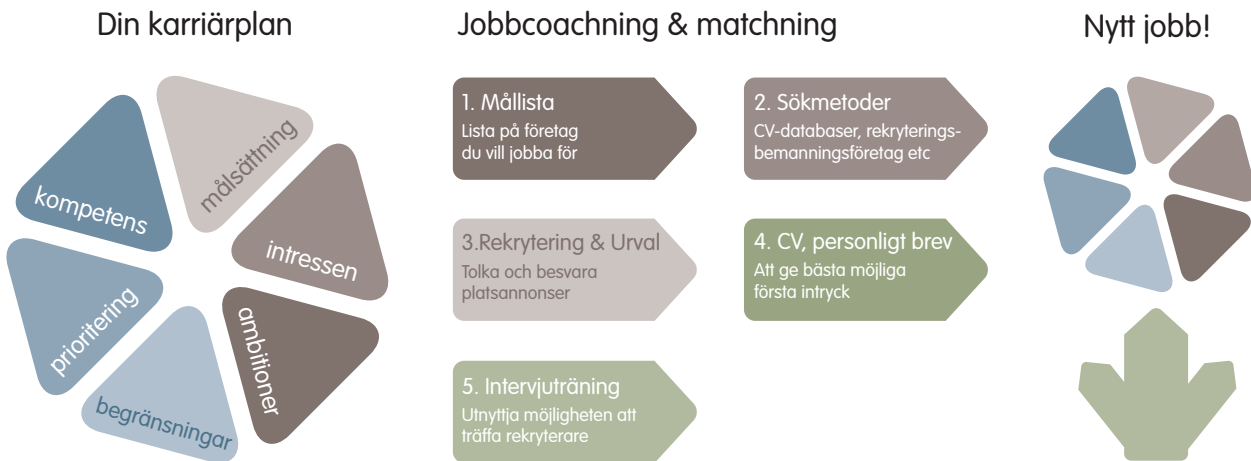 Din karriärplan
målsättning
kompetens
intressen
prioritering
ambitioner
begränsningar
Jobbcoachning & matchning
1. Mållista
Lista på företag
du vill jobba för
2. Sökmetoder
CV-databaser, rekryterings-
bemanningsföretag etc
3.Rekrytering & Urval
Tolka och besvara
platsannonser
4. CV, personligt brev
Att ge bästa möjliga
första intryck
5. Intervjuträning
Utnyttja möjligheten att
träffa rekryterare
Nytt jobb!